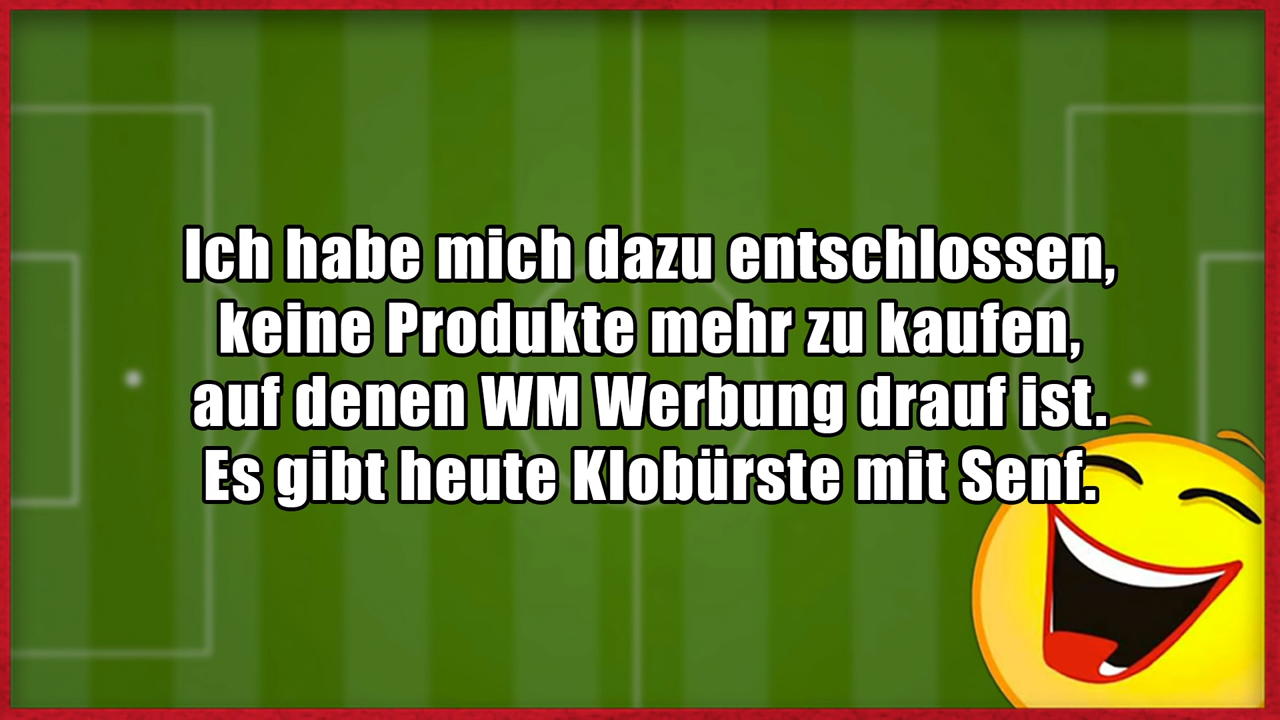 Ich habe mich dazu entschlossen,
keine Produkte mehr zu kaufen,
auf denen WM Werbung drauf ist.
Es gibt heute Klobürste mit Senf.